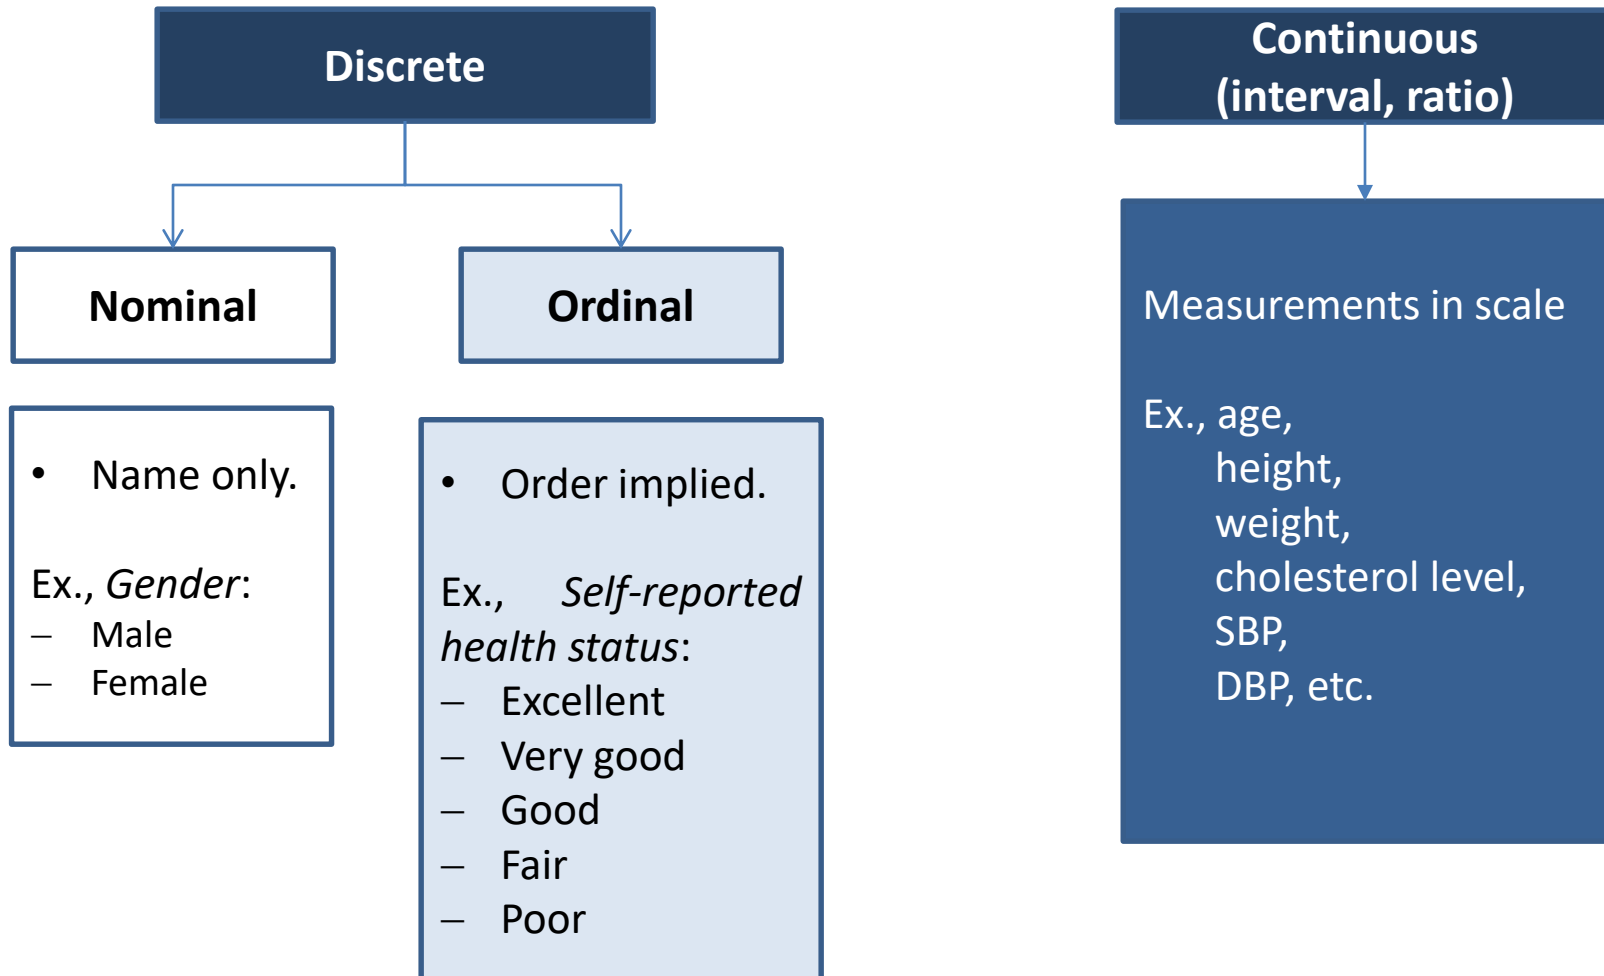 Discrete
Nominal
• Name only.
Ex., Gender:
– Male
– Female
Ordinal
• Order implied.
Ex., Self-reported
health status:
– Excellent
– Very good
– Good
– Fair
– Poor
Continuous
(interval, ratio)
Measurements in scale
Ex., age,
height,
weight,
cholesterol level,
SBP,
DBP, etc.